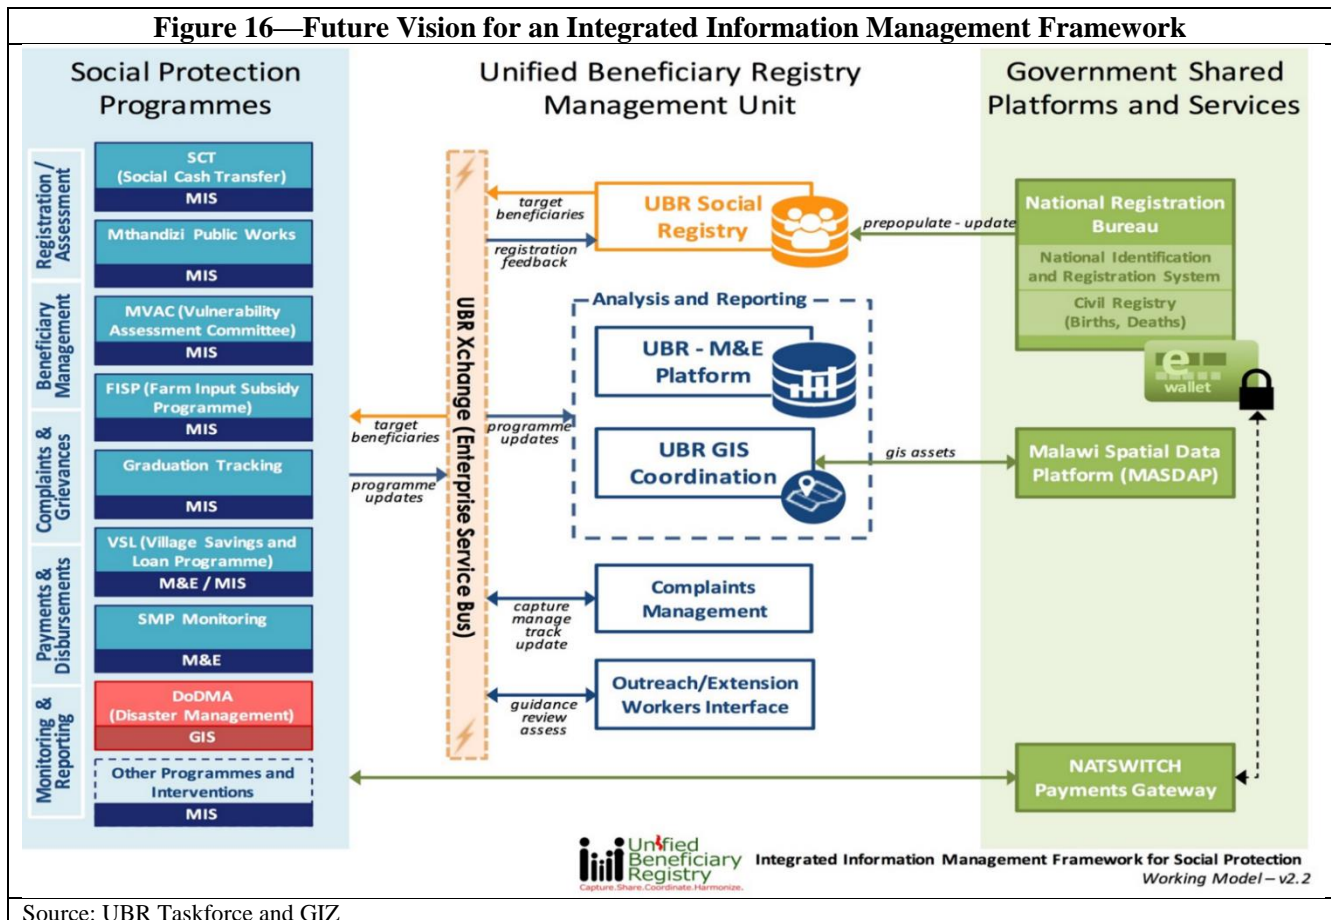 Figure 16—Future Vision for an Integrated Information Management Framework
Social Protection
Programmes
Unified Beneficiary Registry
Management Unit
Government Shared
Platforms and Services
Registration /
Assessment
Beneficiary
Management
Complaints &
Grievances
Payments &
Disbursements
Monitoring &
Reporting
SCT
(Social Cash Transfer)
MIS
Mthandizi Public Works
MIS
MVAC (Vulnerability
Assessment Committee)
MIS
FISP (Farm Input Subsidy
Programme)
MIS
Graduation Tracking
MIS
VSL (Village Savings and
Loan Programme)
M&E / MIS
SMP Monitoring
M&E
DoDMA
(Disaster Management)
GIS
Other Programmes and
Interventions
MIS
target
beneficiaries
programme
updates
UBR Xchange (Enterprise Service Bus)
target
beneficiaries
registration
feedback
programme
updates
capture
manage
track
update
guidance
review
assess
UBR Social
Registry
Analysis and Reporting
UBR - M&E
Platform
UBR GIS
Coordination
Complaints
Management
Outreach/Extension
Workers Interface
prepopulate - update
gis assets
National Registration
Bureau
National Identification
and Registration System
Civil Registry
(Births, Deaths)
e
wallet
Malawi Spatial Data
Platform (MASDAP)
NATSWITCH
Payments Gateway
Unified
Beneficiary
Registry
Capture.Share.Coordinate.Harmonize.
Integrated Information Management Framework for Social Protection
Working Model – v2.2
Source: UBR Taskforce and GIZ